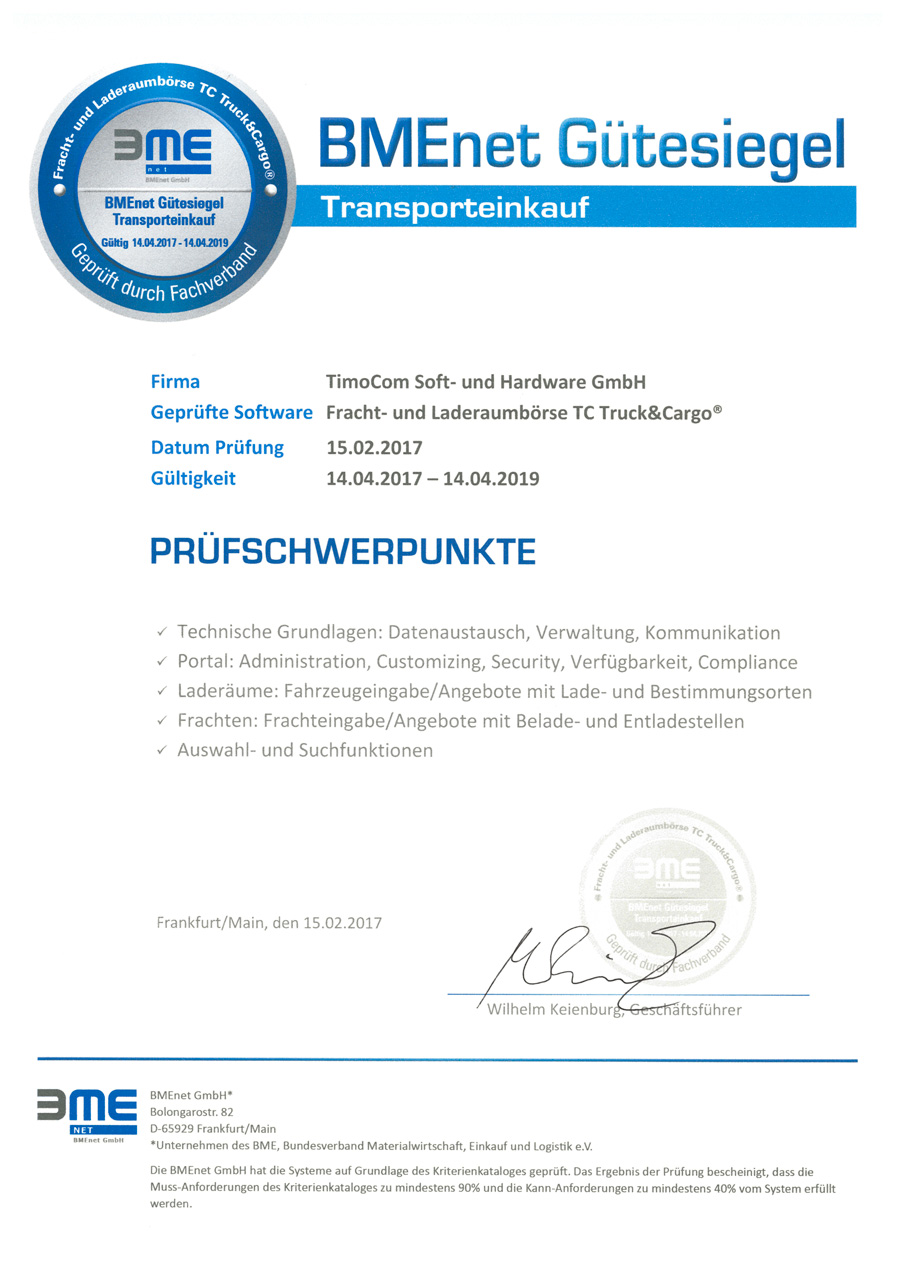 Fracht- und Laderaumbörse TC Truck&Cargo®
BME
net
BMEnet GmbH
BMEnet Gütesiegel
Transporteinkauf
Gültig 14.04.2017 - 14.04.2019
Geprüft durch Fachverband
BMEnet Gütesiegel
Transporteinkauf
Firma TimoCom Soft- und Hardware GmbH
Geprüfte Software Fracht- und Laderaumbörse TC Truck&Cargo®
Datum Prüfung 15.02.2017
Gültigkeit 14.04.2017 – 14.04.2019
PRÜFSCHWERPUNKTE
✓ Technische Grundlagen: Datenaustausch, Verwaltung, Kommunikation
✓ Portal: Administration, Customizing, Security, Verfügbarkeit, Compliance
✓ Laderäume: Fahrzeugeingabe/Angebote mit Lade- und Bestimmungsorten
✓ Frachten: Frachteingabe/Angebote mit Belade- und Entladestellen
✓ Auswahl- und Suchfunktionen
Fracht- und Laderaumbörse TC Truck&Cargo®
BME
BMEnet Gütesiegel
Transporteinkauf
Geprüft durch Fachverband
Frankfurt/Main, den 15.02.2017
Wilhelm Keienburg, Geschäftsführer
BME
NET
BMEnet GmbH
BMEnet GmbH*
Bolongarostr. 82
D-65929 Frankfurt/Main
*Unternehmen des BME, Bundesverband Materialwirtschaft, Einkauf und Logistik e.V.
Die BMEnet GmbH hat die Systeme auf Grundlage des Kriterienkataloges geprüft. Das Ergebnis der Prüfung bescheinigt, dass die
Muss-Anforderungen des Kriterienkataloges zu mindestens 90% und die Kann-Anforderungen zu mindestens 40% vom System erfüllt
werden.